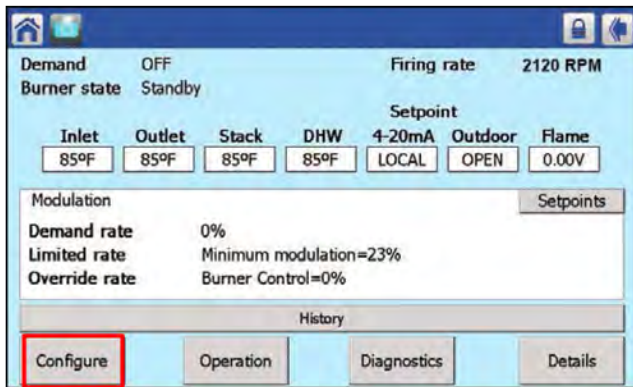 Demand OFF Firing rate 2120 RPM
Burner state Standby
Setpoint
Inlet Outlet Stack DHW 4-20mA Outdoor Flame
85ºF 85ºF 85ºF 85ºF LOCAL OPEN 0.00V
Modulation Setpoints
Demand rate 0%
Limited rate Minimum modulation=23%
Override rate Burner Control=0%
History
Configure Operation Diagnostics Details